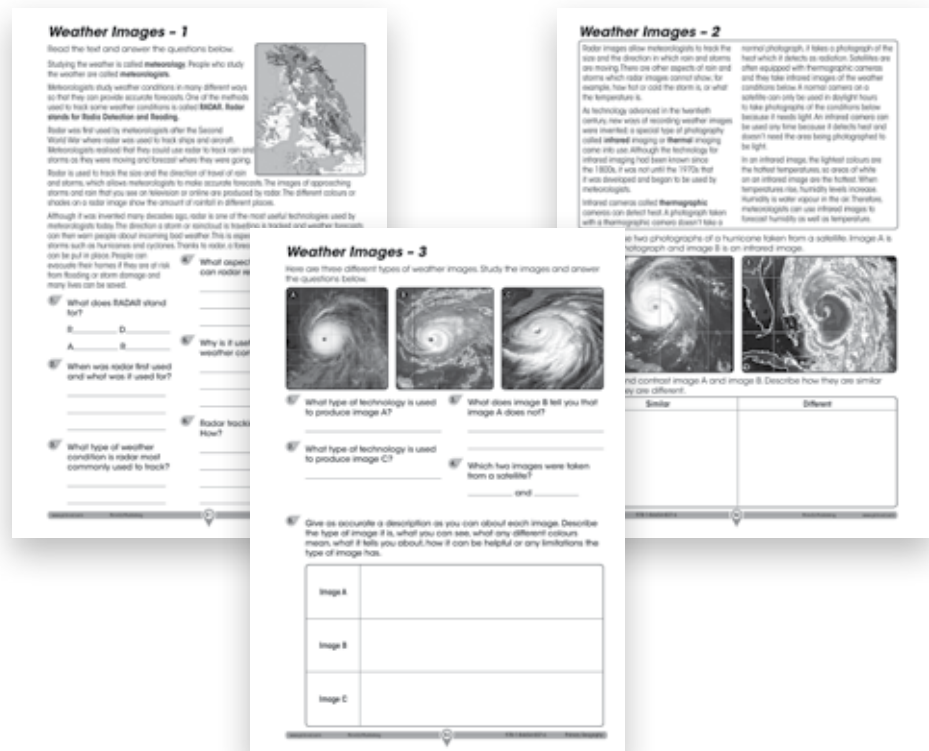 Weather Images – 1
Read the text and answer the questions below.
Studying the weather is called meteorology. People who study
the weather are called meteorologists.
Meteorologists study weather conditions in many different ways
so that they can provide accurate forecasts. One of the methods
used to track some weather conditions is called RADAR. Radar
stands for Radio Detection and Ranging.
Radar was first used by meteorologists after the Second
World War where radar was used to track ships and aircraft.
Meteorologists realised that they could use radar to track rain and
storms as they were moving and forecast where they were going.
Radar is used to track the size and the direction of travel of rain
and storms, which allows meteorologists to make accurate forecasts. The images of approaching
storms and rain that you see on television or online are produced by radar. The different colours or
shades on a radar image show the amount of rainfall in different places.
Although it was invented many decades ago, radar is one of the most useful technologies used by
meteorologists today. The direction a storm or raincloud is travelling is tracked and weather forecasters
can then warn people about incoming bad weather. This is
storms such as hurricanes and cyclones. Thanks to radar,
can be put in place. People can
evacuate their homes if they are at risk
from flooding or storm damage and
many lives can be saved.
1. What does RADAR stand
for?
R D
A R
2. When was radar first used
and what was it used for?
3. What type of weather
condition is radar most
commonly used to track?
What
can radar
Why is it
weather
Radar
How?
Weather Images – 2
Radar images allow meteorologists to track the
size and the direction in which rain and storms
are moving. There are other aspects of rain and
storms which radar images cannot show; for
example, how hot or cold the storm is, or what
the temperature is.
As technology advanced in the twentieth
century, new ways of recording weather images
were invented; a special type of photography
called infrared imaging or thermal imaging
came into use. Although the technology for
infrared imaging had been known since
the 1800s, it was not until the 1970s that
it was developed and began to be used by
meteorologists.
Infrared cameras called thermographic
cameras can detect heat. A photograph taken
with a thermographic camera doesn't take a
normal photograph, it takes a photograph of the
heat which it detects as radiation. Satellites are
often equipped with thermographic cameras
and they take infrared images of the weather
conditions below. A normal camera on a
satellite can only be used in daylight hours
to take photographs of the conditions below
because it needs light. An infrared camera can
be used any time because it detects heat and
doesn't need the area being photographed to
be light.
In an infrared image, the lightest colours are
the hottest temperatures, so areas of white
on an infrared image are the hottest. When
temperatures rise, humidity levels increase.
Humidity is water vapour in the air. Therefore,
meteorologists can use infrared images to
forecast humidity as well as temperature.
two photographs of a hurricane taken from a satellite. Image A is
and image B is an infrared image.
and contrast image A and image B. Describe how they are similar
are different.
Similar Different
Weather Images – 3
Here are three different types of weather images. Study the images and answer
the questions below.
A B C
1. What type of technology is used
to produce image A?
2. What type of technology is used
to produce image C?
3. What does image B tell you that
image A does not?
4. Which two images were taken
from a satellite?
and
5. Give as accurate a description as you can about each image. Describe
the type of image it is, what you can see, what any different colours
mean, what it tells you about, how it can be helpful or any limitations the
type of image has.
Image A
Image B
Image C